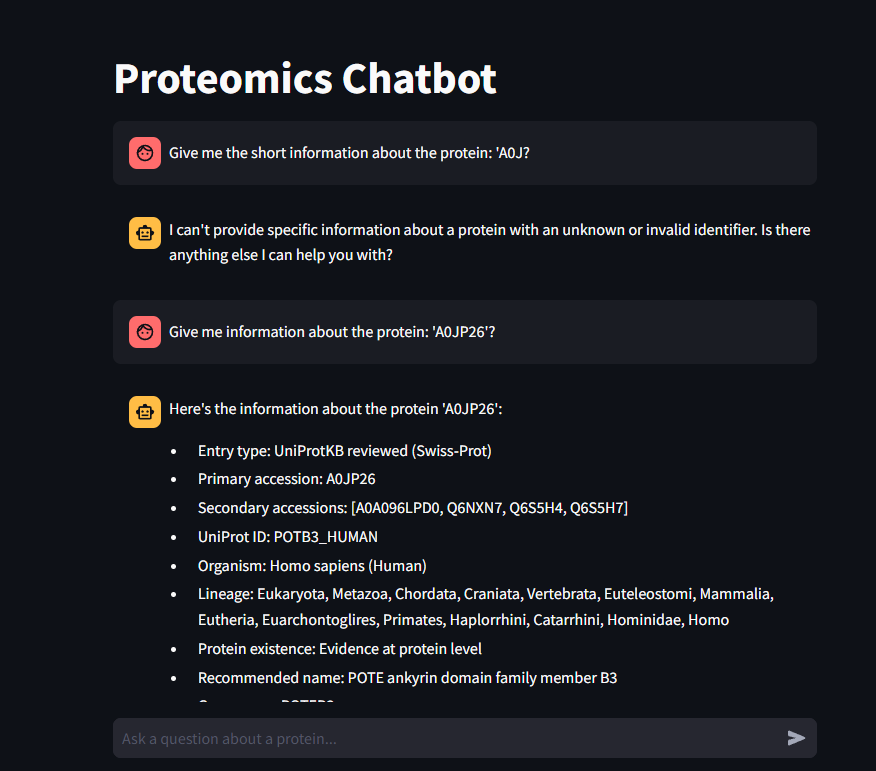 Proteomics Chatbot
Give me the short information about the protein: 'A0J?
I can't provide specific information about a protein with an unknown or invalid identifier. Is there
anything else I can help you with?
Give me information about the protein: 'A0JP26'?
Here's the information about the protein 'A0JP26':
• Entry type: UniProtKB reviewed (Swiss-Prot)
• Primary accession: A0JP26
• Secondary accessions: [A0A096LPD0, Q6NXN7, Q6S5H4, Q6S5H7]
• UniProt ID: POTB3_HUMAN
• Organism: Homo sapiens (Human)
• Lineage: Eukaryota, Metazoa, Chordata, Craniata, Vertebrata, Euteleostomi, Mammalia,
Eutheria, Euarchontoglires, Primates, Haplorrhini, Catarrhini, Hominidae, Homo
• Protein existence: Evidence at protein level
• Recommended name: POTE ankyrin domain family member B3
Ask a question about a protein...